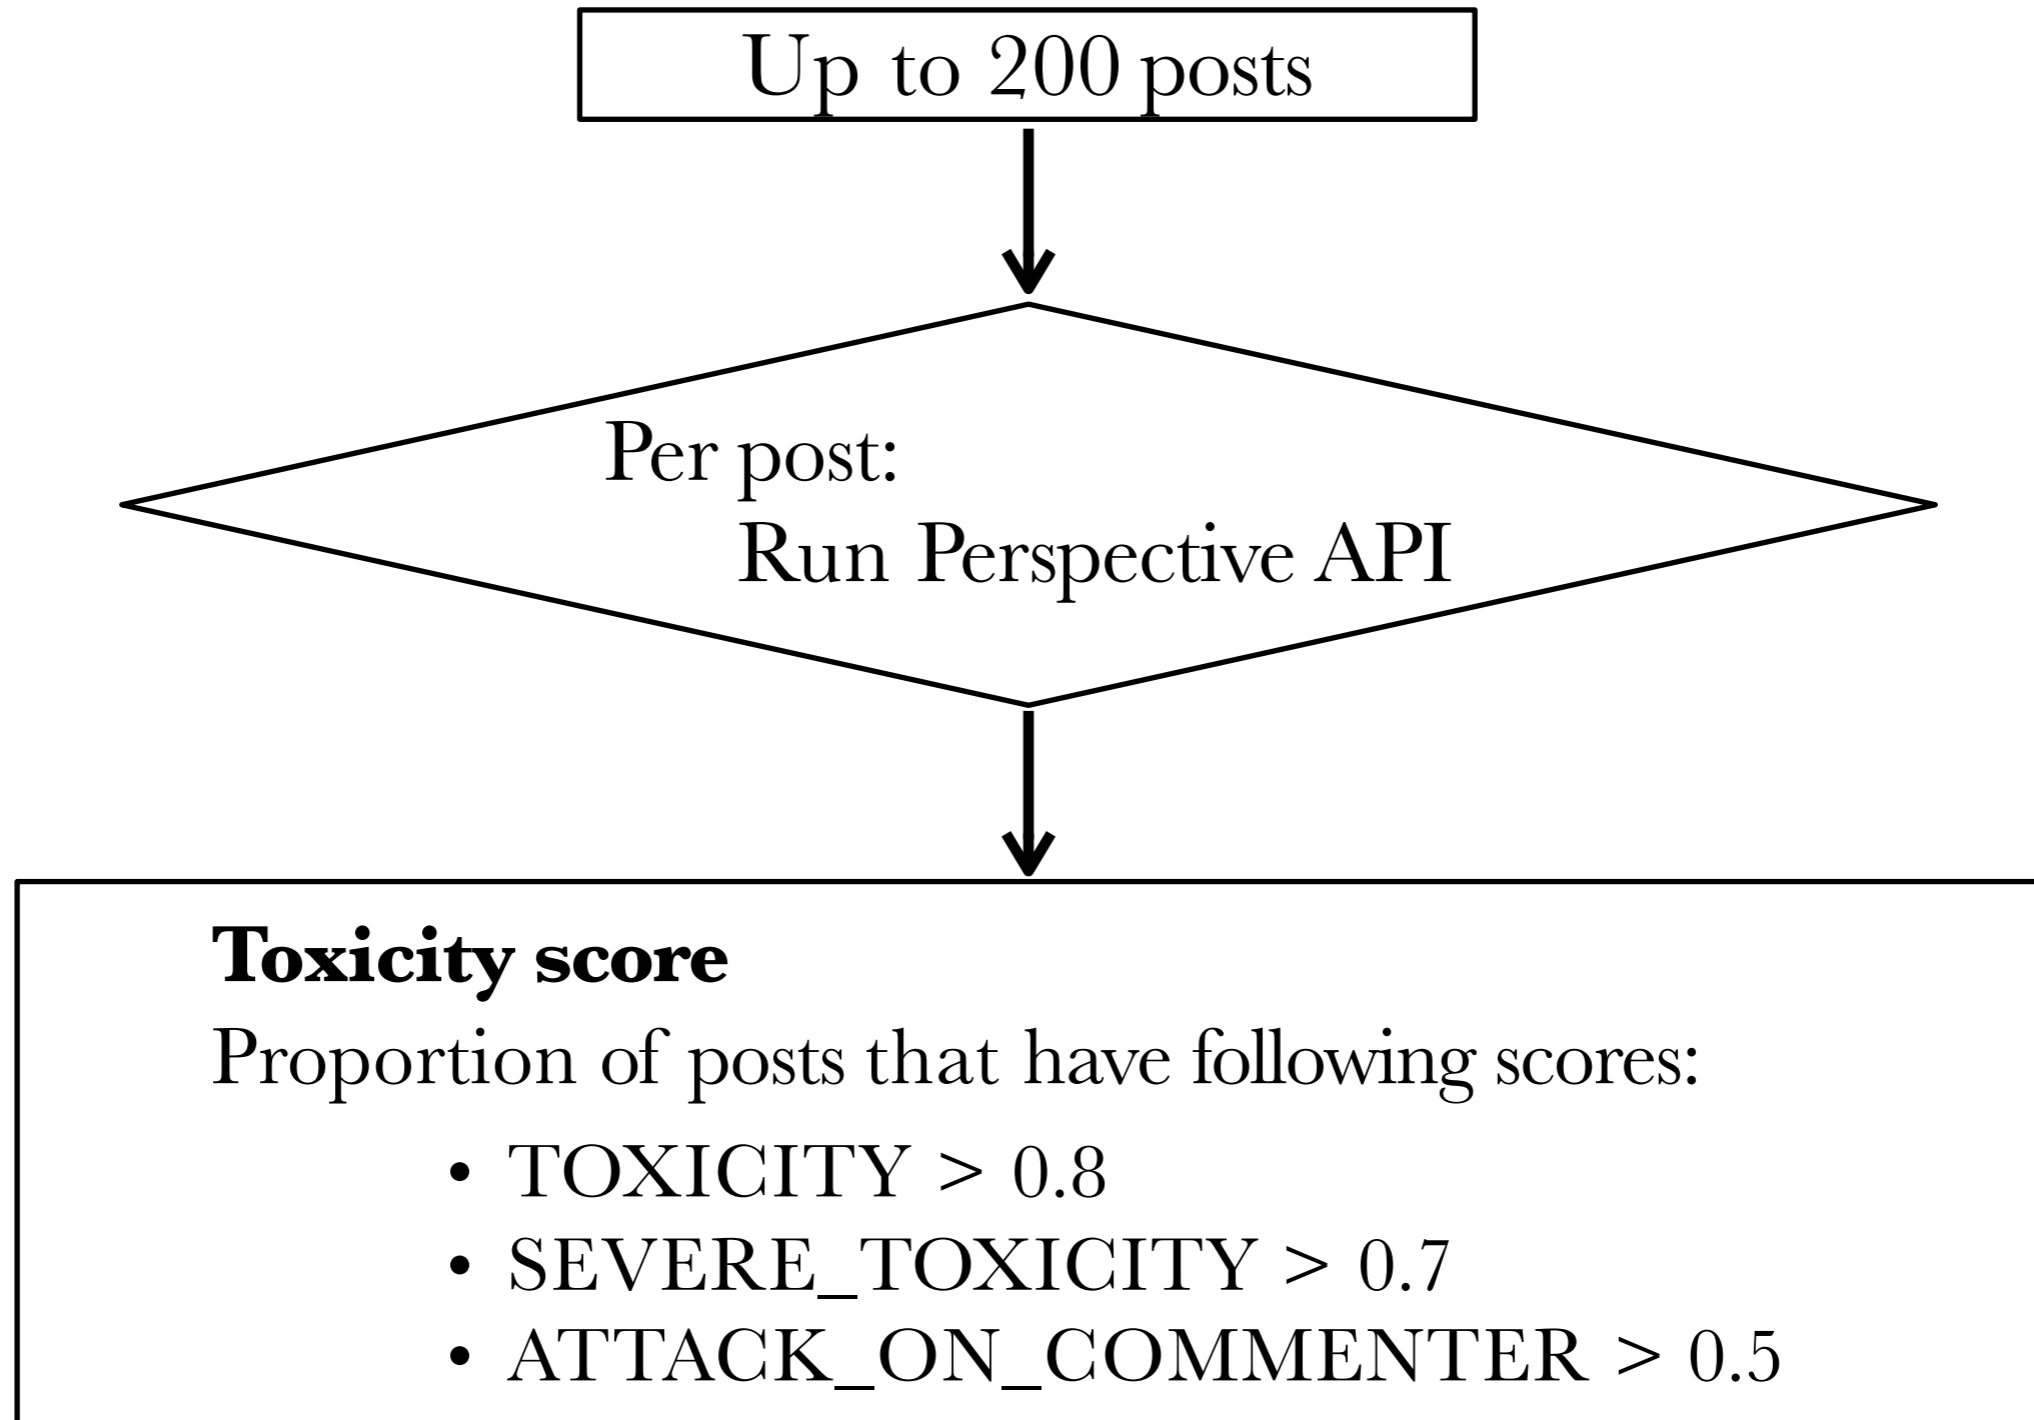 Up to 200 posts
Per post:
Run Perspective API
Toxicity score
Proportion of posts that have following scores:
• TOXICITY > 0.8
• SEVERE_TOXICITY > 0.7
• ATTACK_ON_COMMENTER > 0.5